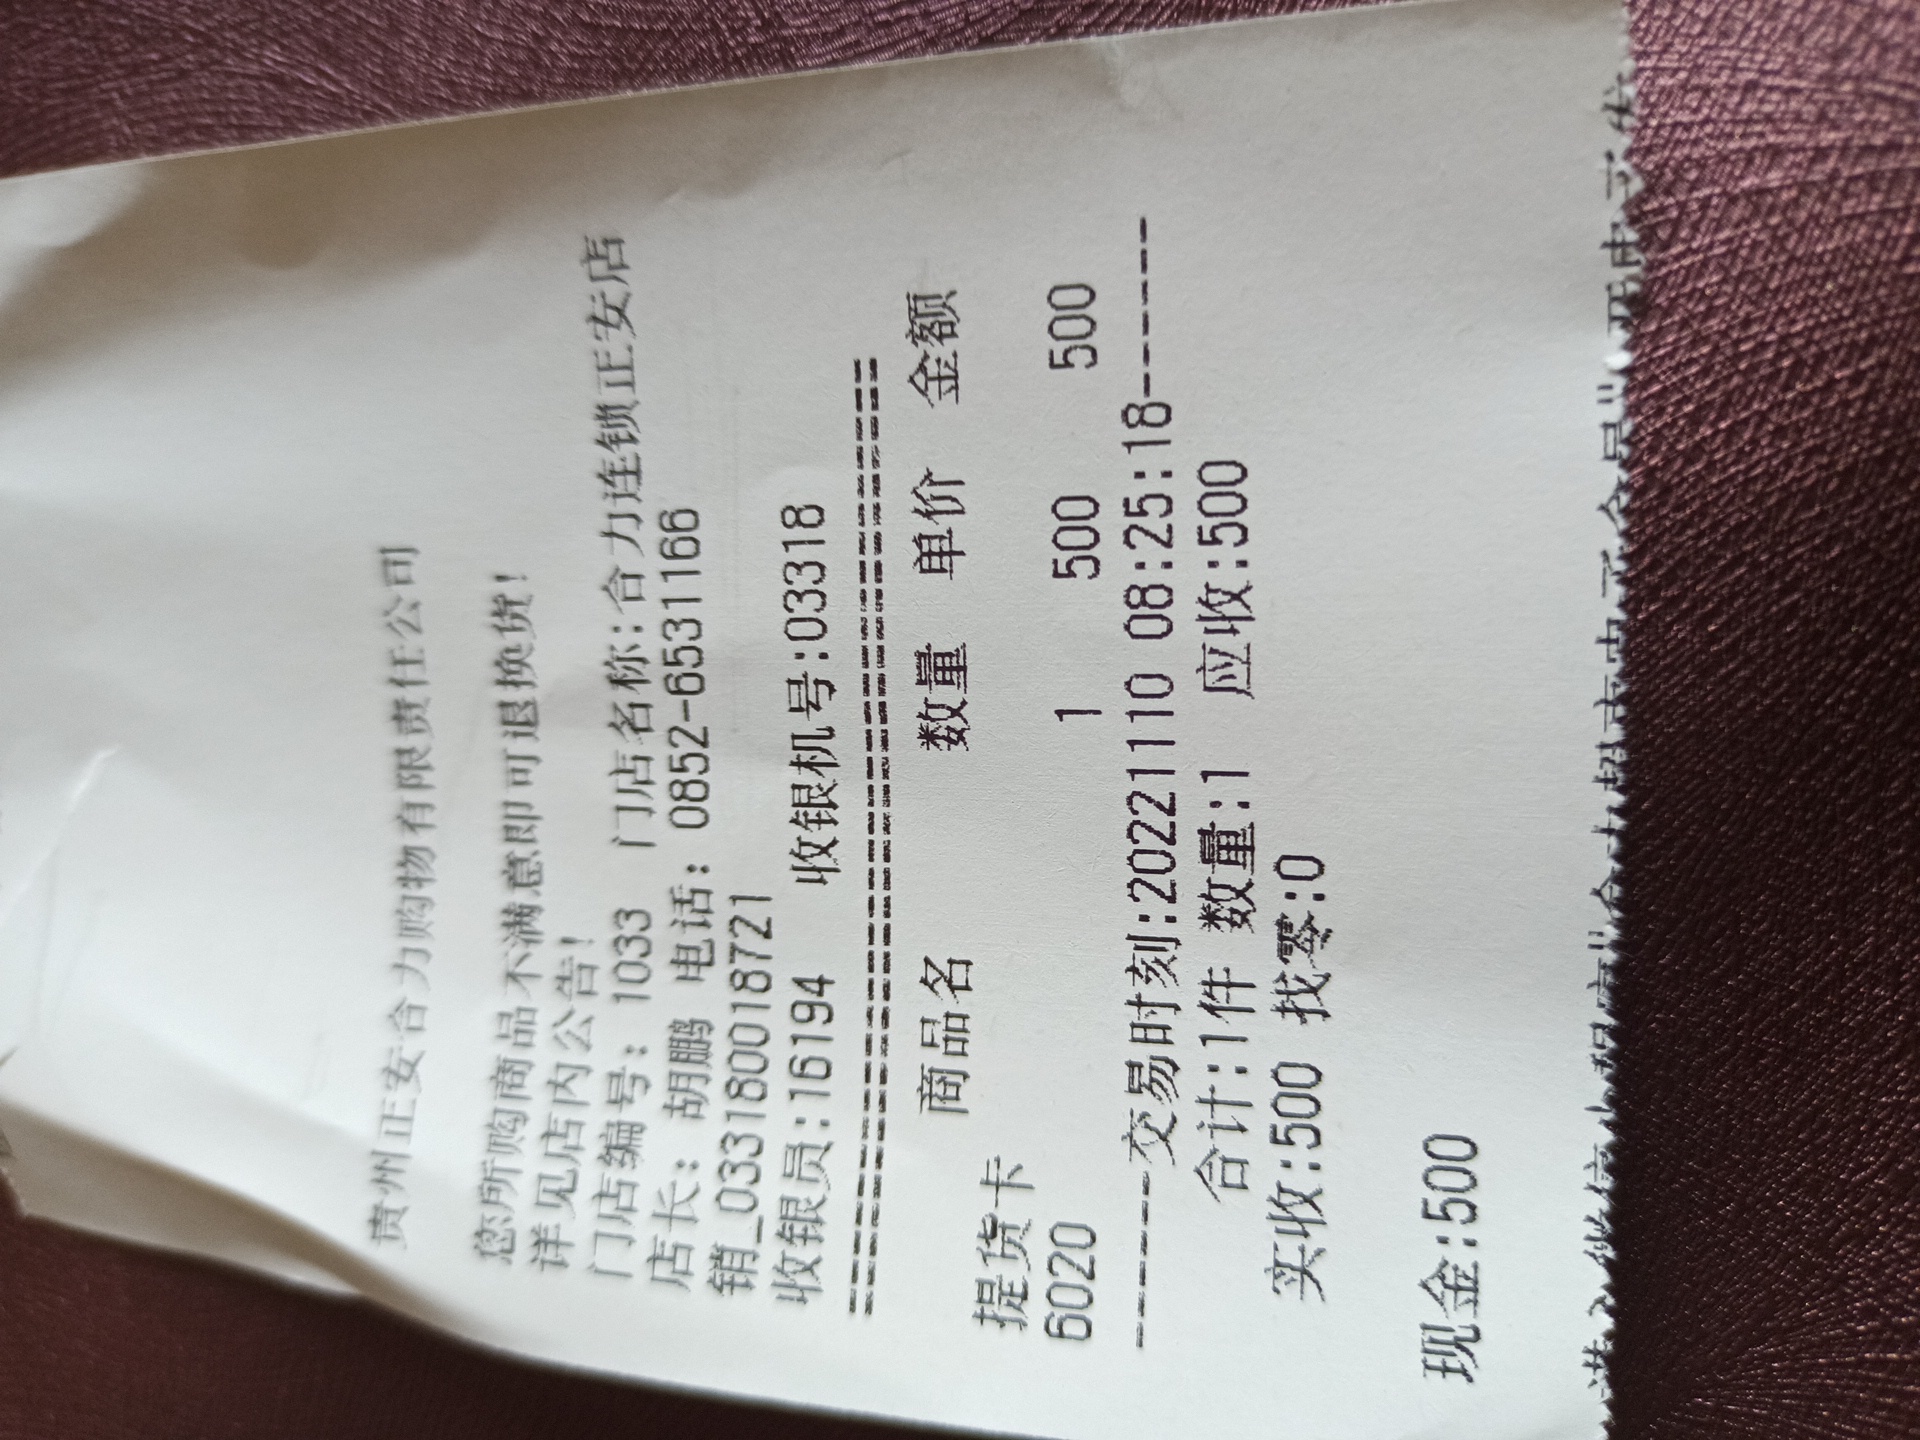 贵州正安合力购物有限责任公司
您所购商品不满意即可退换货!
详见店内公告!
门店编号: 1033 门店名称:合力连锁正安店
店长: 胡鹏 电话: 0852-6531166
销_033180018721
收银员:16194 收银机号:03318
================================
商品名 数量 单价 金额
提货卡
6020 1 500 500
------交易时刻:20221110 08:25:18------
合计:1件 数量:1 应收:500
实收:500 找零:0
现金:500